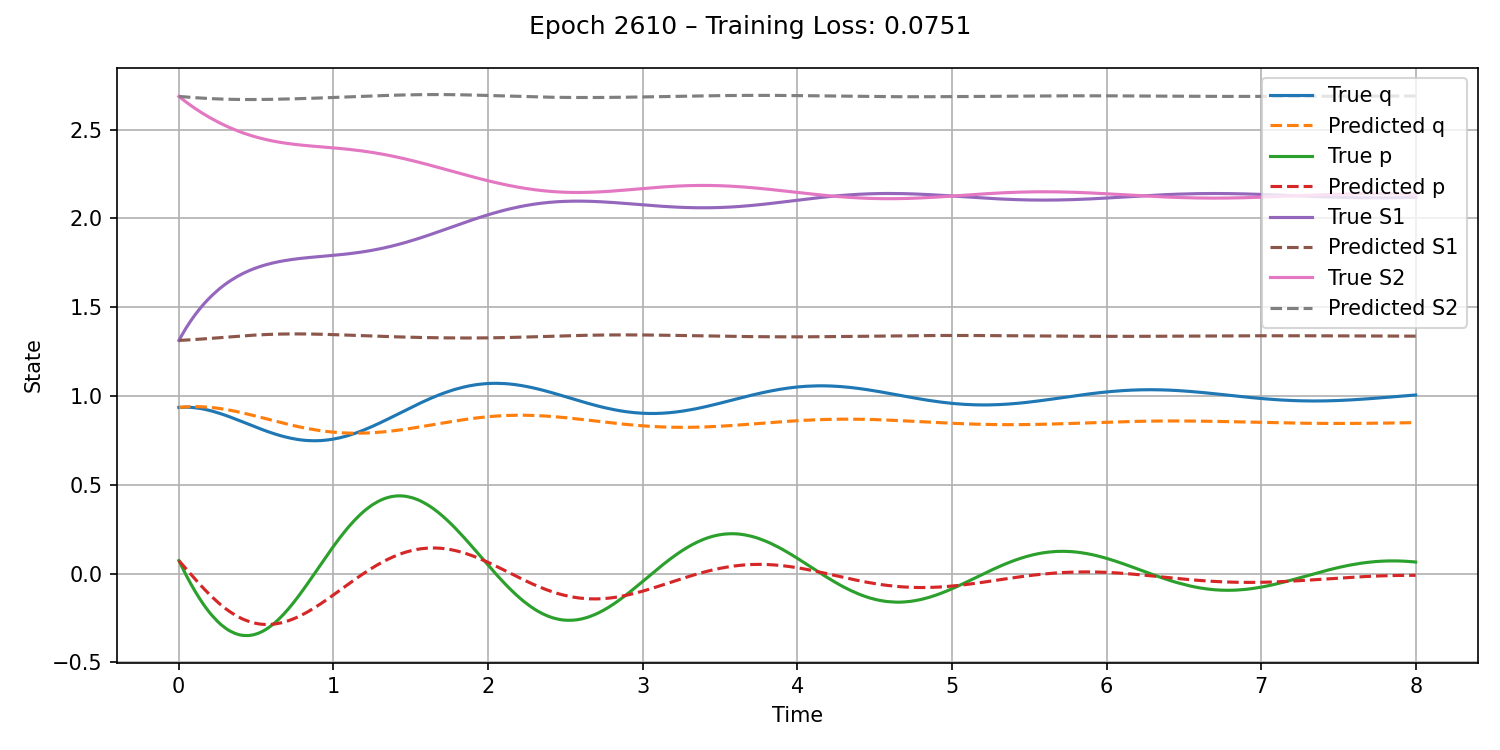 Epoch 2610 – Training Loss: 0.0751
True q
Predicted q
True p
Predicted p
True S1
Predicted S1
True S2
Predicted S2
State
2.5
2.0
1.5
1.0
0.5
0.0
−0.5
0 1 2 3 4 5 6 7 8
Time